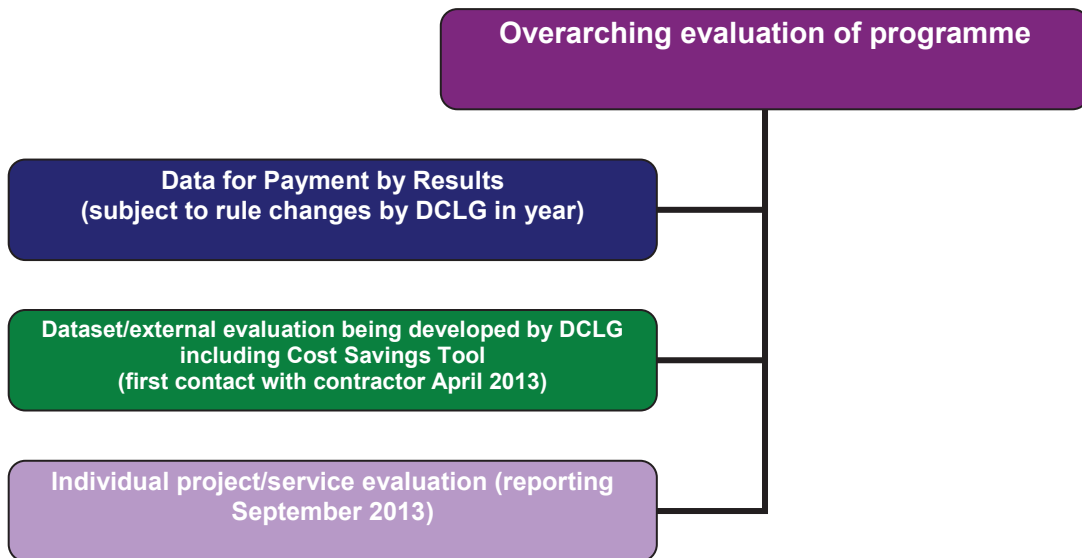 Overarching evaluation of programme
Data for Payment by Results
(subject to rule changes by DCLG in year)
Dataset/external evaluation being developed by DCLG
including Cost Savings Tool
(first contact with contractor April 2013)
Individual project/service evaluation (reporting
September 2013)